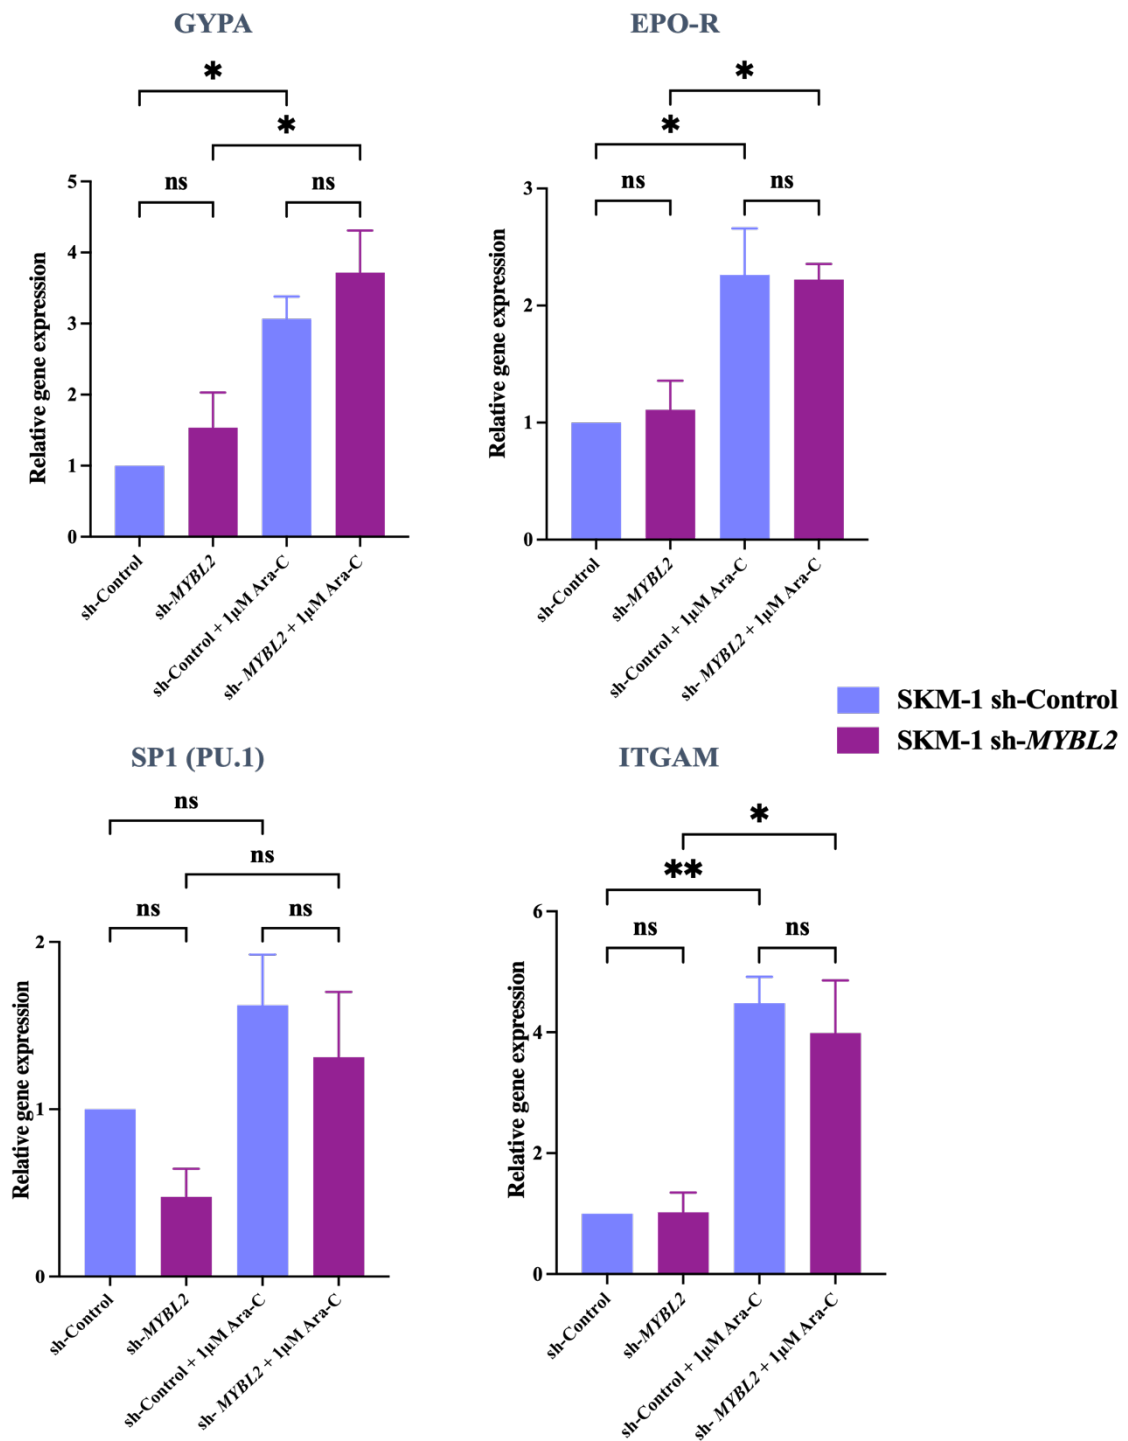 GYPA
*
*
ns
ns
5
4
3
2
1
0
Relative gene expression
sh-Control
sh-MYBL2
sh-Control + 1µM Ara-C
sh- MYBL2 + 1µM Ara-C
EPO-R
*
*
ns
ns
3
2
1
0
Relative gene expression
sh-Control
sh-MYBL2
sh-Control + 1µM Ara-C
sh- MYBL2 + 1µM Ara-C
SKM-1 sh-Control
SKM-1 sh-MYBL2
SP1 (PU.1)
ns
ns
ns
ns
2
1
0
Relative gene expression
sh-Control
sh-MYBL2
sh-Control + 1µM Ara-C
sh- MYBL2 + 1µM Ara-C
ITGAM
*
**
ns
ns
6
4
2
0
Relative gene expression
sh-Control
sh-MYBL2
sh-Control + 1µM Ara-C
sh- MYBL2 + 1µM Ara-C